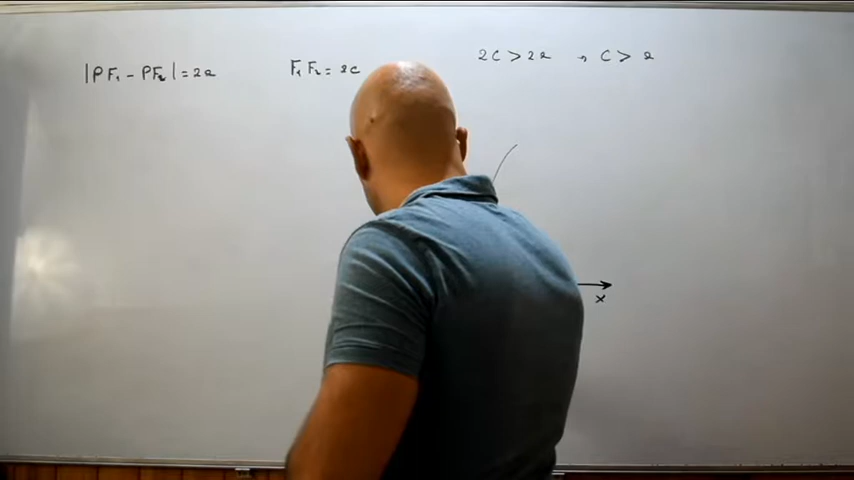 |PF₁ - PF₂| = 2a
F₁F₂ = 2c
2c > 2a → c > a
x